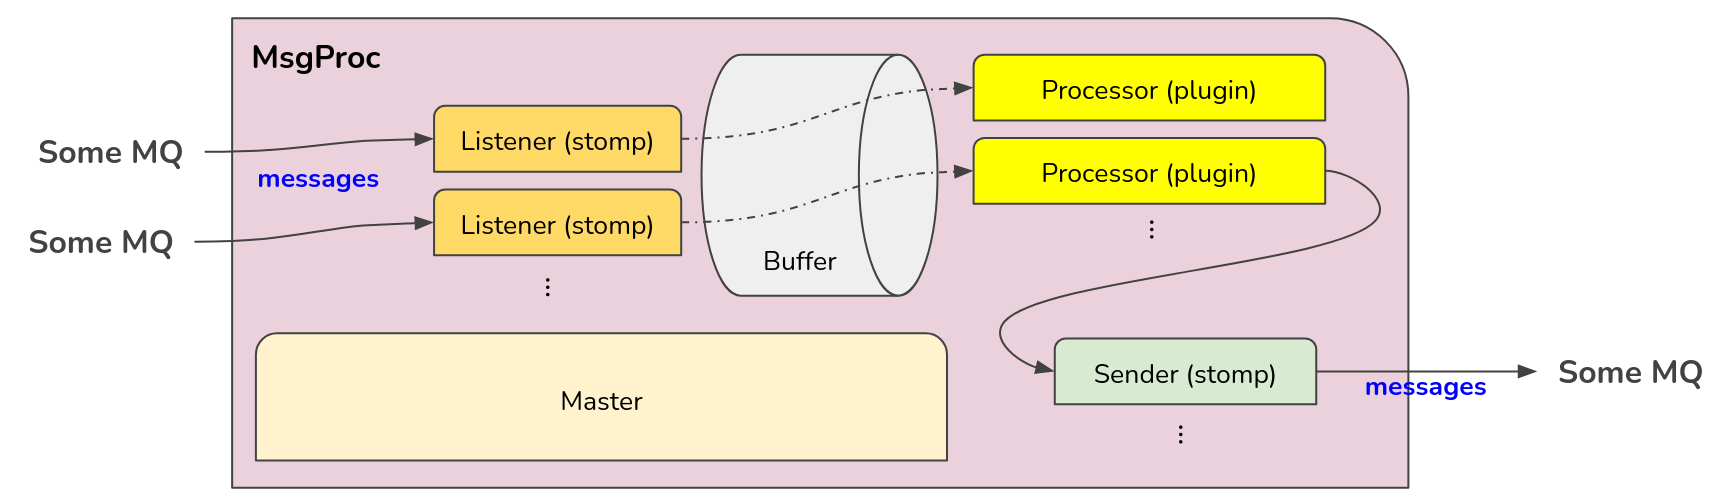 MsgProc
Processor (plugin)
Listener (stomp)
Some MQ
messages
Processor (plugin)
Listener (stomp)
Some MQ
Buffer
⋮
⋮
Sender (stomp)
Some MQ
messages
Master
⋮